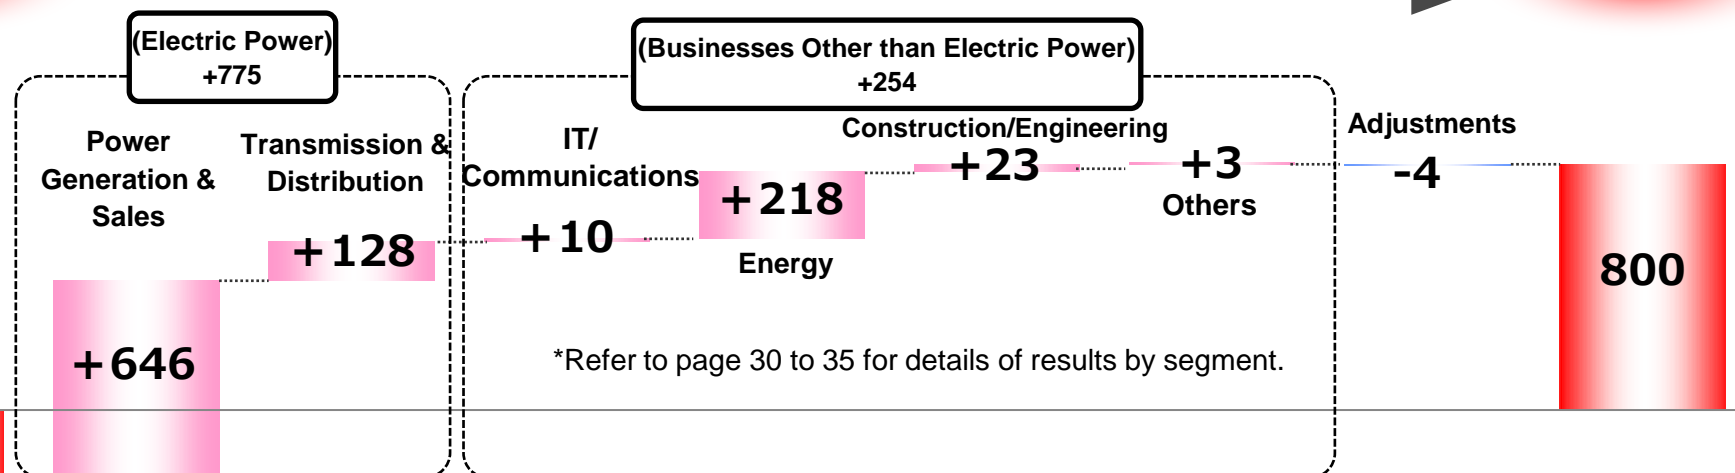 (Electric Power)
+775
(Businesses Other than Electric Power)
+254
Power
Generation &
Sales
+646
Transmission &
Distribution
+128
IT/
Communications
+10
+218
Energy
Construction/Engineering
+23
+3
Others
Adjustments
-4
800
*Refer to page 30 to 35 for details of results by segment.